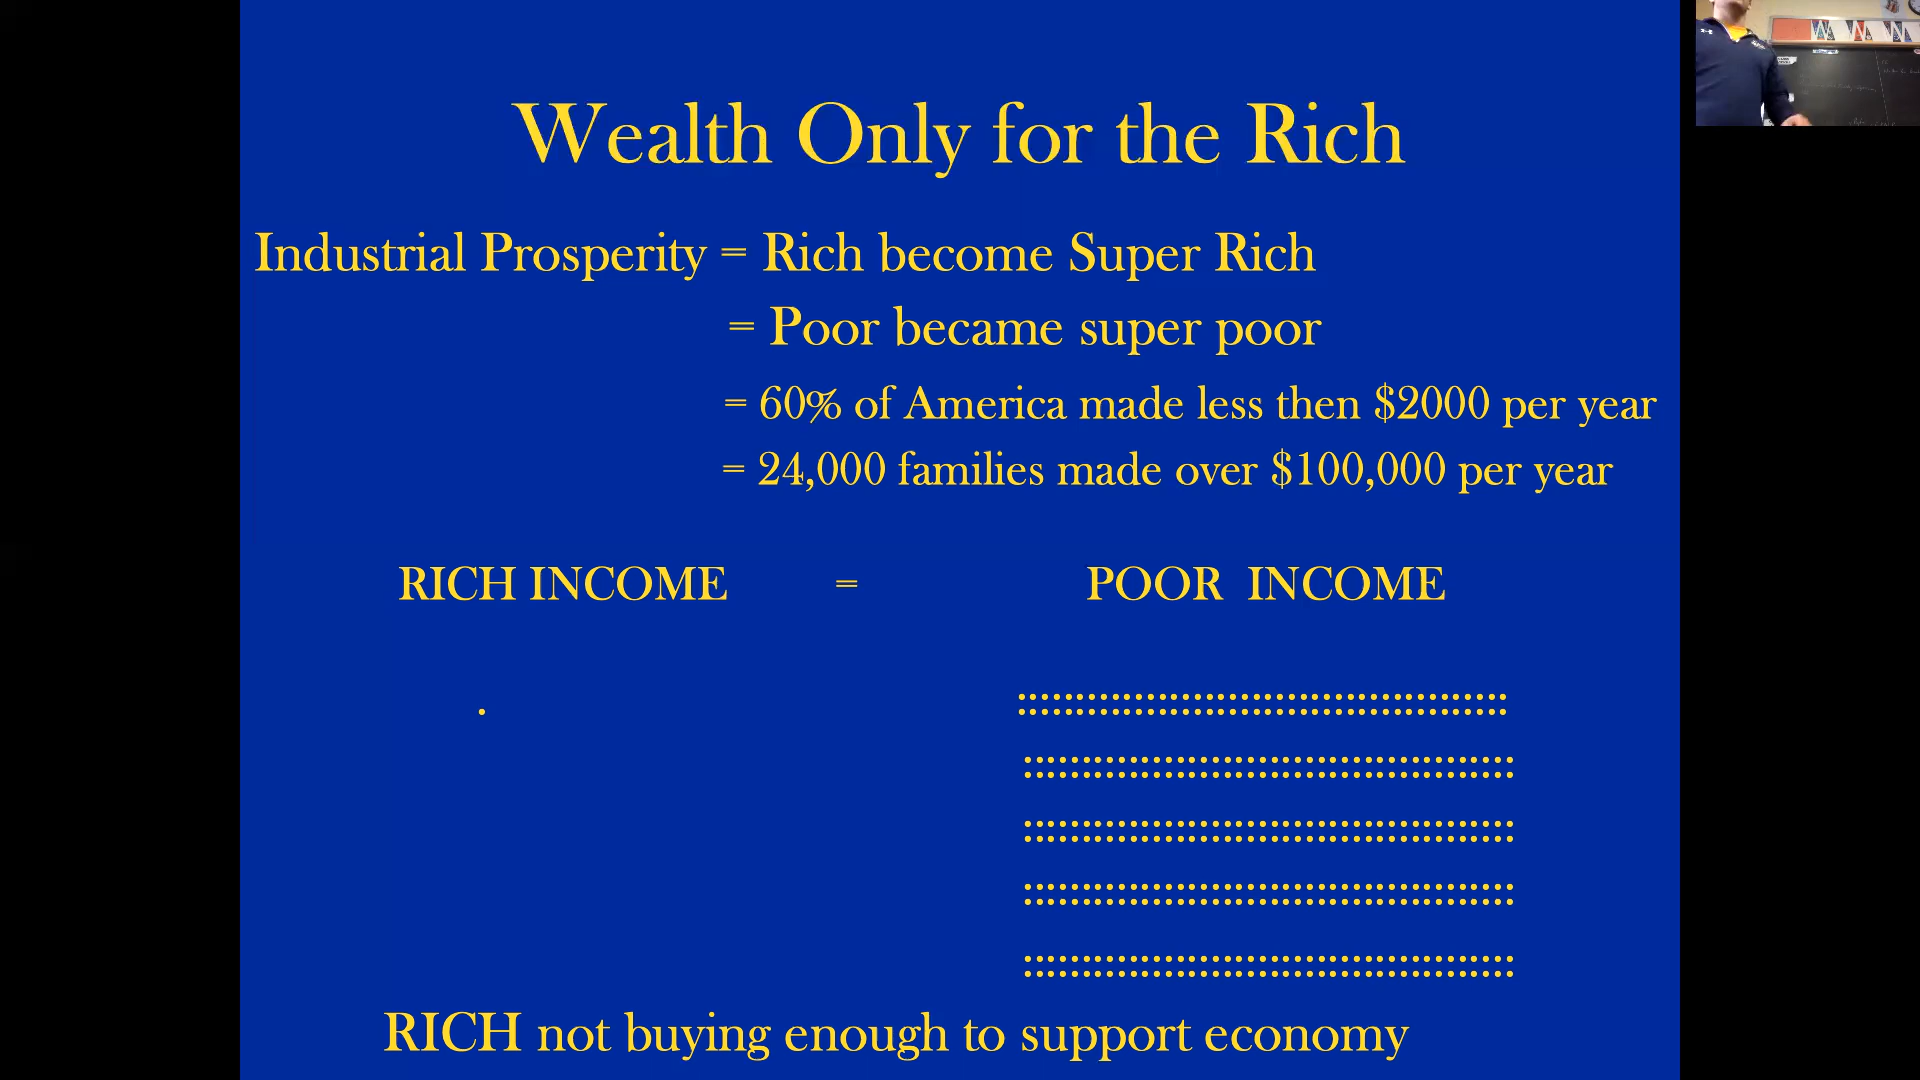 Wealth Only for the Rich
Industrial Prosperity = Rich become Super Rich
= Poor became super poor
= 60% of America made less then $2000 per year
= 24,000 families made over $100,000 per year
RICH INCOME = POOR INCOME
. ::::::::::::::::::::::::::::::::::::::::::
::::::::::::::::::::::::::::::::::::::::::
::::::::::::::::::::::::::::::::::::::::::
::::::::::::::::::::::::::::::::::::::::::
::::::::::::::::::::::::::::::::::::::::::
RICH not buying enough to support economy